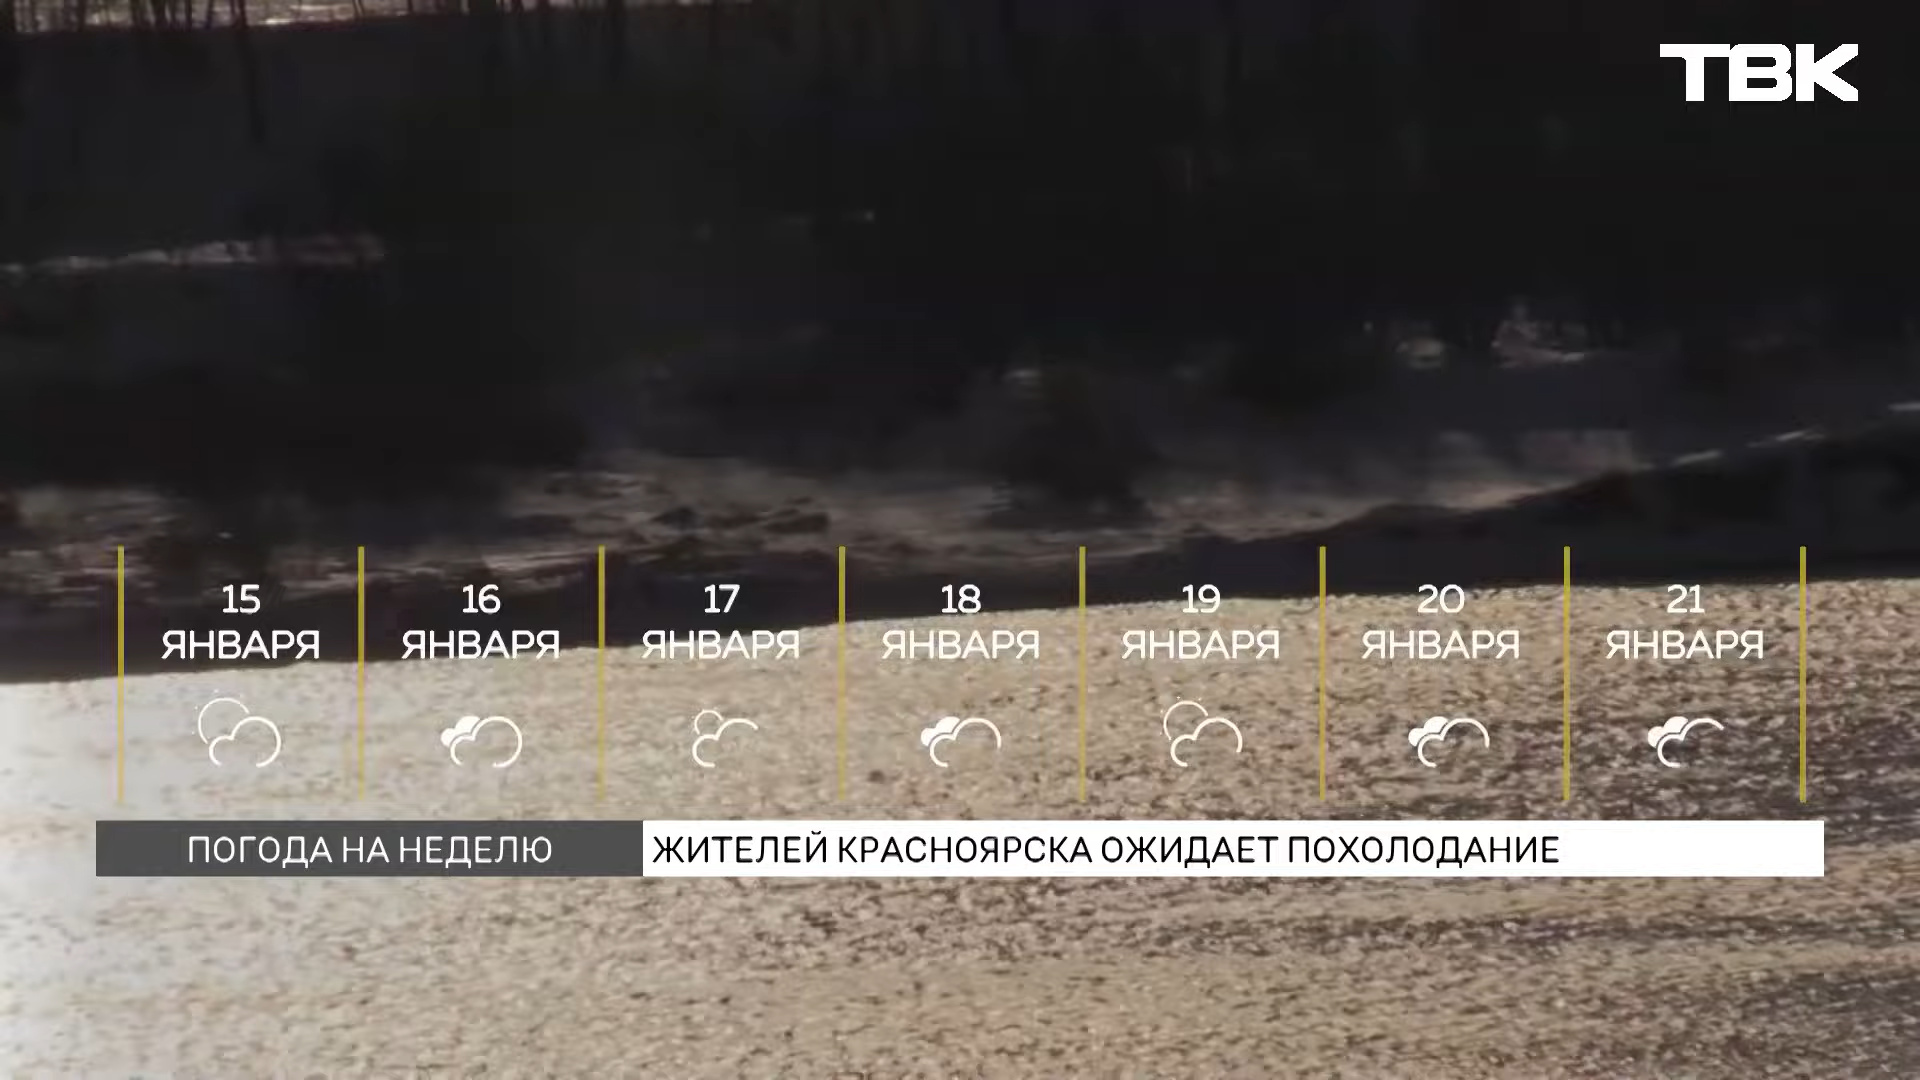 ТВК
15 ЯНВАРЯ
16 ЯНВАРЯ
17 ЯНВАРЯ
18 ЯНВАРЯ
19 ЯНВАРЯ
20 ЯНВАРЯ
21 ЯНВАРЯ
ПОГОДА НА НЕДЕЛЮ
ЖИТЕЛЕЙ КРАСНОЯРСКА ОЖИДАЕТ ПОХОЛОДАНИЕ